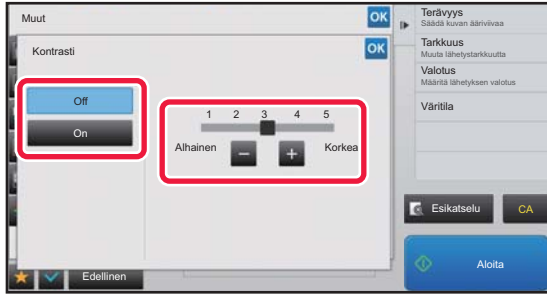 Muut
OK
Kontrasti
OK
Off
On
1 2 3 4 5
Alhainen
Korkea
Edellinen
Terävyys
Säädä kuvan ääriviivaa
Tarkkuus
Muuta lähetystarkkuutta
Valotus
Määritä lähetyksen valotus
Väritila
Esikatselu
CA
Aloita